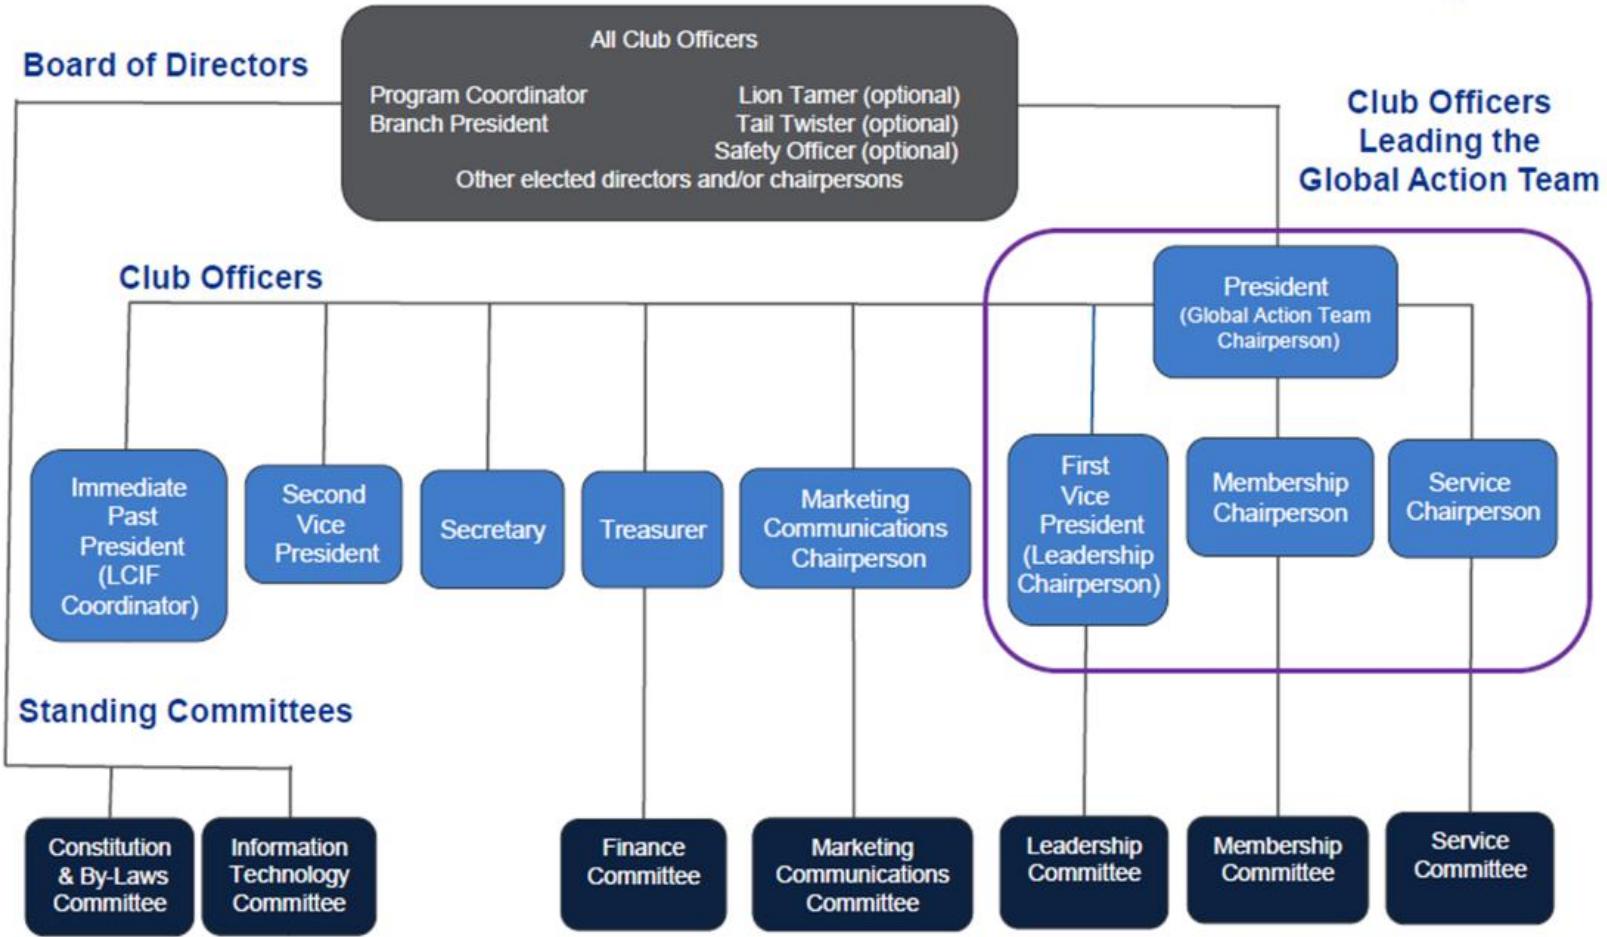 Board of Directors
All Club Officers
Program Coordinator
Branch President
Lion Tamer (optional)
Tail Twister (optional)
Safety Officer (optional)
Other elected directors and/or chairpersons
Club Officers
Leading the
Global Action Team
Club Officers
President
(Global Action Team
Chairperson)
Immediate
Past
President
(LCIF
Coordinator)
Second
Vice
President
Secretary
Treasurer
Marketing
Communications
Chairperson
First
Vice
President
(Leadership
Chairperson)
Membership
Chairperson
Service
Chairperson
Standing Committees
Constitution
& By-Laws
Committee
Information
Technology
Committee
Finance
Committee
Marketing
Communications
Committee
Leadership
Committee
Membership
Committee
Service
Committee